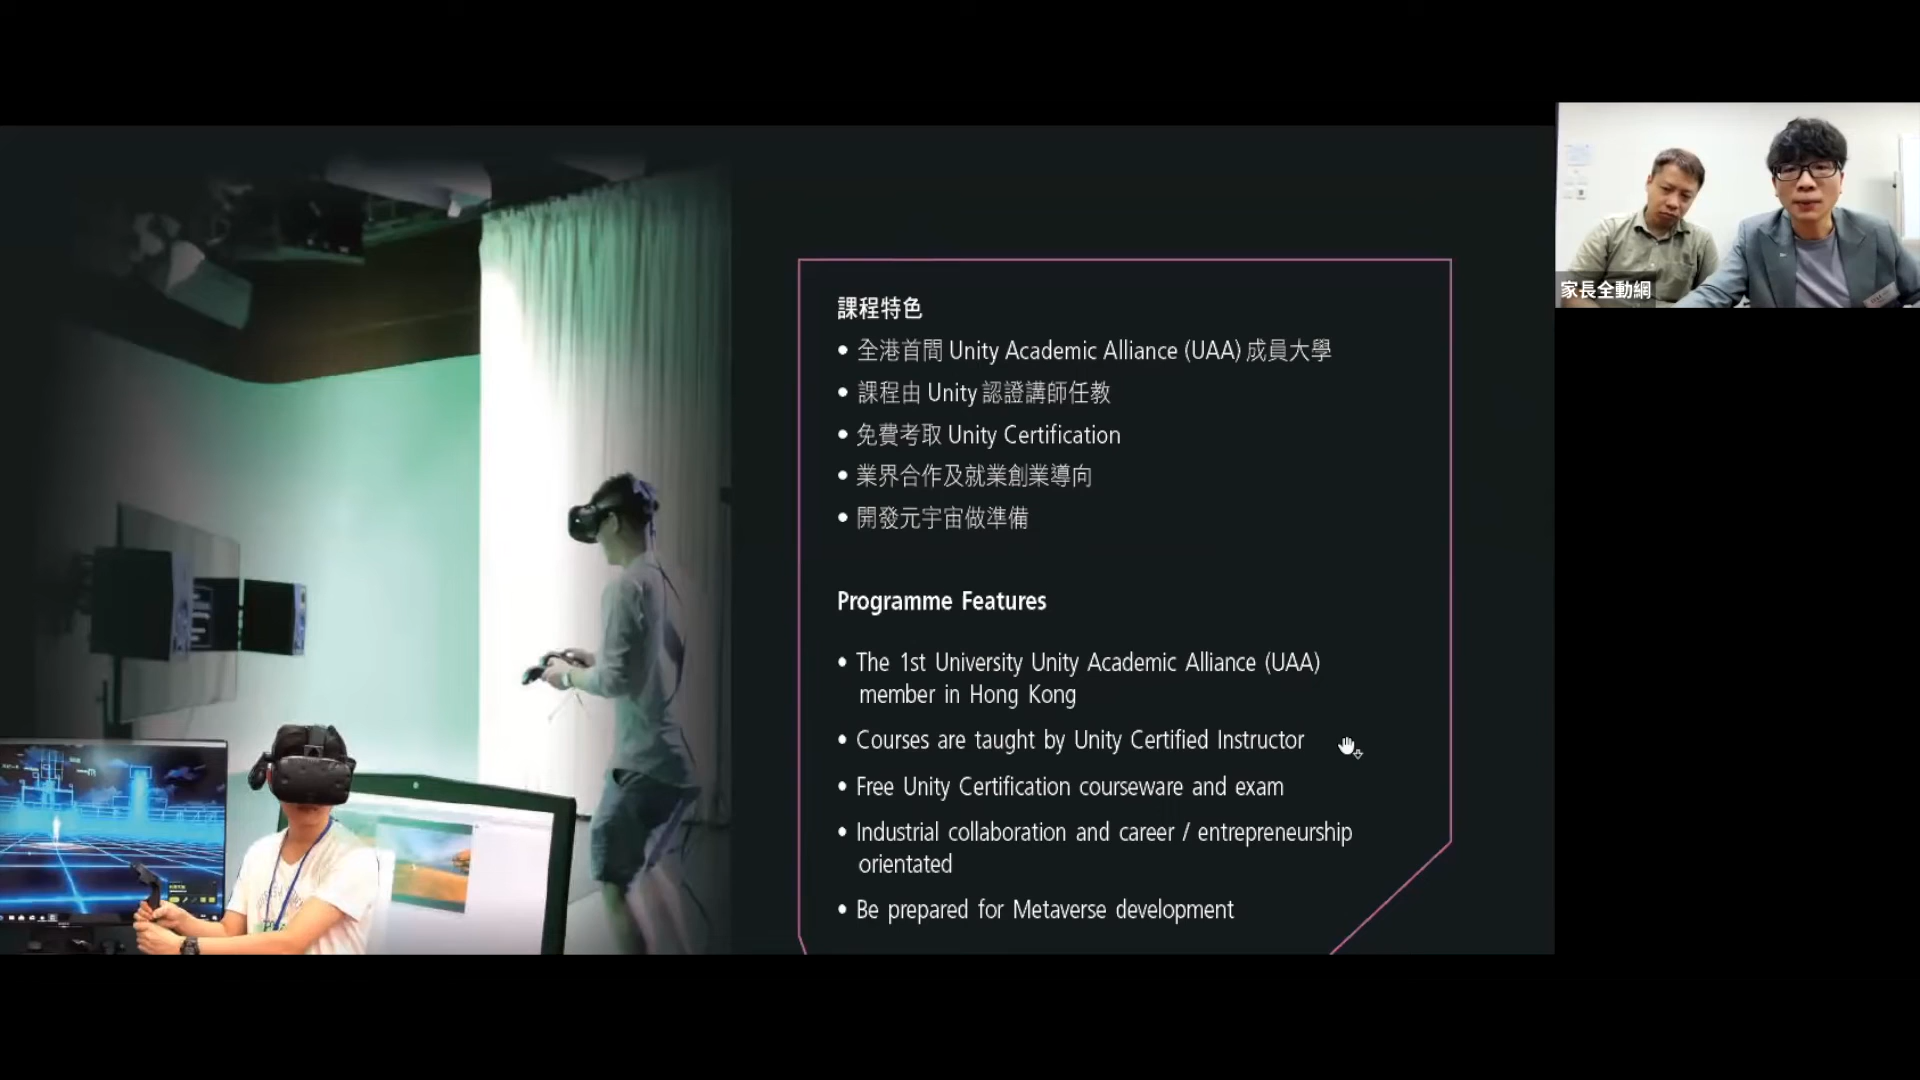 課程特色
• 全港首間 Unity Academic Alliance (UAA) 成員大學
• 課程由 Unity 認證講師任教
• 免費考取 Unity Certification
• 業界合作及就業創業導向
• 開發元宇宙做準備
Programme Features
• The 1st University Unity Academic Alliance (UAA)
member in Hong Kong
• Courses are taught by Unity Certified Instructor
• Free Unity Certification courseware and exam
• Industrial collaboration and career / entrepreneurship
orientated
• Be prepared for Metaverse development
家長全動網